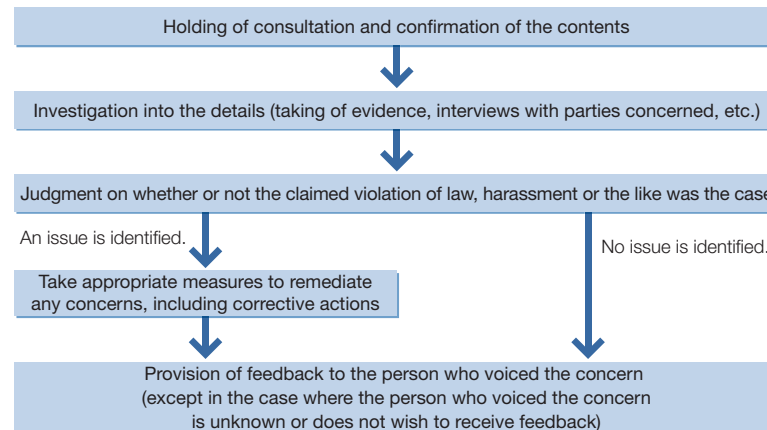 Holding of consultation and confirmation of the contents
Investigation into the details (taking of evidence, interviews with parties concerned, etc.)
Judgment on whether or not the claimed violation of law, harassment or the like was the case
An issue is identified.
No issue is identified.
Take appropriate measures to remediate
any concerns, including corrective actions
Provision of feedback to the person who voiced the concern
(except in the case where the person who voiced the concern
is unknown or does not wish to receive feedback)